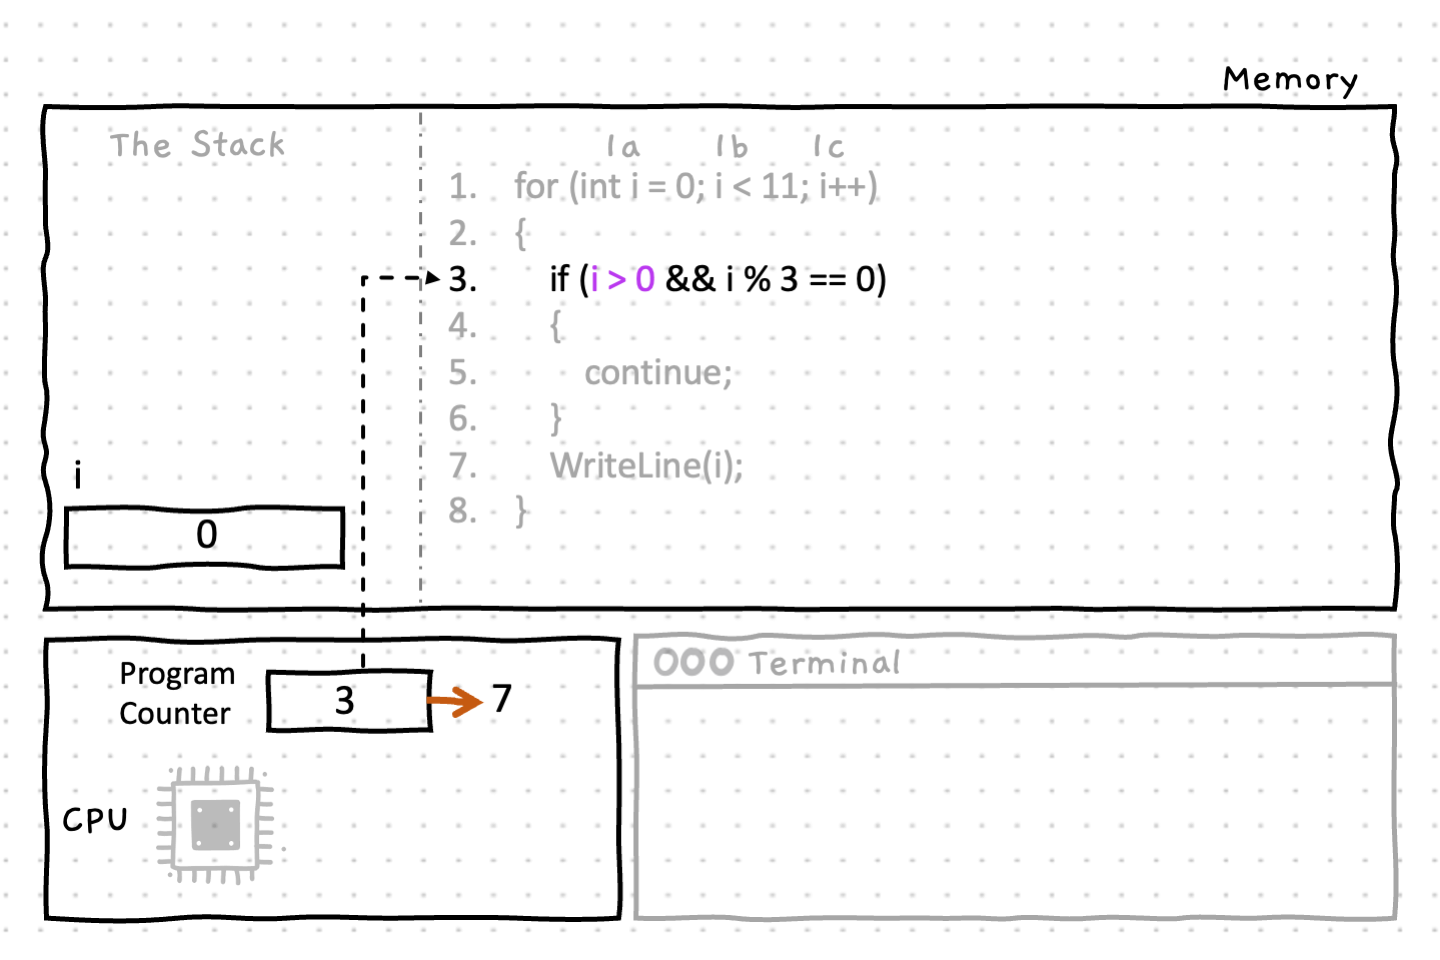 Memory
The Stack
1a 1b 1c
1. for (int i = 0; i < 11; i++)
2. {
3. if (i > 0 && i % 3 == 0)
4. {
5. continue;
6. }
7. WriteLine(i);
8. }
i
0
Program
Counter
3
7
CPU
Terminal